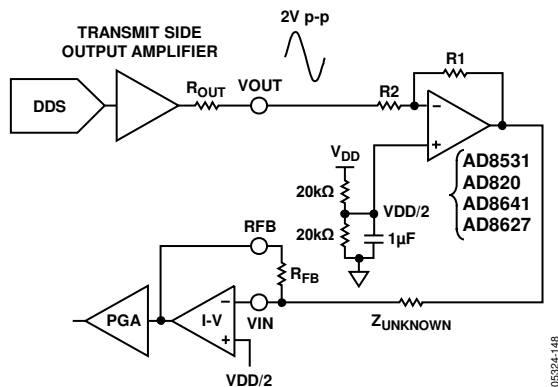 2V p-p
TRANSMIT SIDE
OUTPUT AMPLIFIER
R1
DDS
ROUT
VOUT
R2
−
+
VDD
20kΩ
VDD/2
20kΩ
1µF
AD8531
AD820
AD8641
AD8627
RFB
RFB
PGA
I-V
−
+
VIN
ZUNKNOWN
VDD/2
05324-148